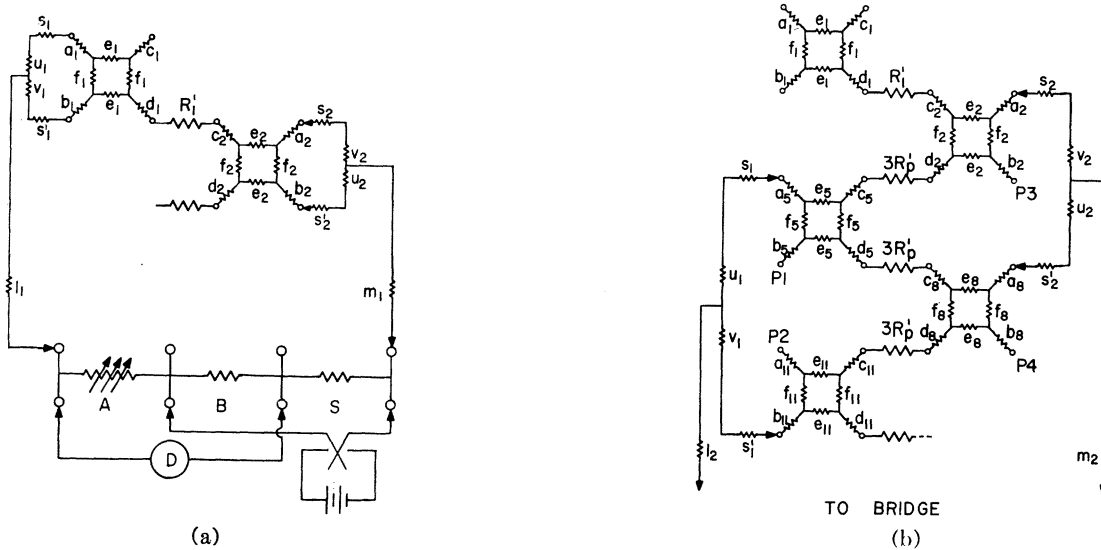 s₁
a₁ e₁ c₁
u₁ f₁ f₁
v₁
b₁ e₁ d₁ R′₁
s′₁
c₂ e₂ a₂ s₂
f₂ f₂ v₂
d₂ e₂ b₂ u₂
s′₂
l₁ m₁
A B S
D
(a)
a₁ e₁ c₁
f₁ f₁
b₁ e₁ d₁ R′₁
c₂ e₂ a₂ s₂
f₂ f₂ v₂
s₁ 3R′ₚ d₂ e₂ b₂
P3
a₅ e₅ c₅ u₂
f₅ f₅
b₅ e₅ d₅ 3R′ₚ
P1
u₁ c₈ e₈ a₈ s′₂
f₈ f₈
v₁ P2 3R′ₚ d₈ e₈ b₈
P4
a₁₁ e₁₁ c₁₁
f₁₁ f₁₁
b₁₁ e₁₁ d₁₁
l₂ s′₁ m₂
TO BRIDGE
(b)